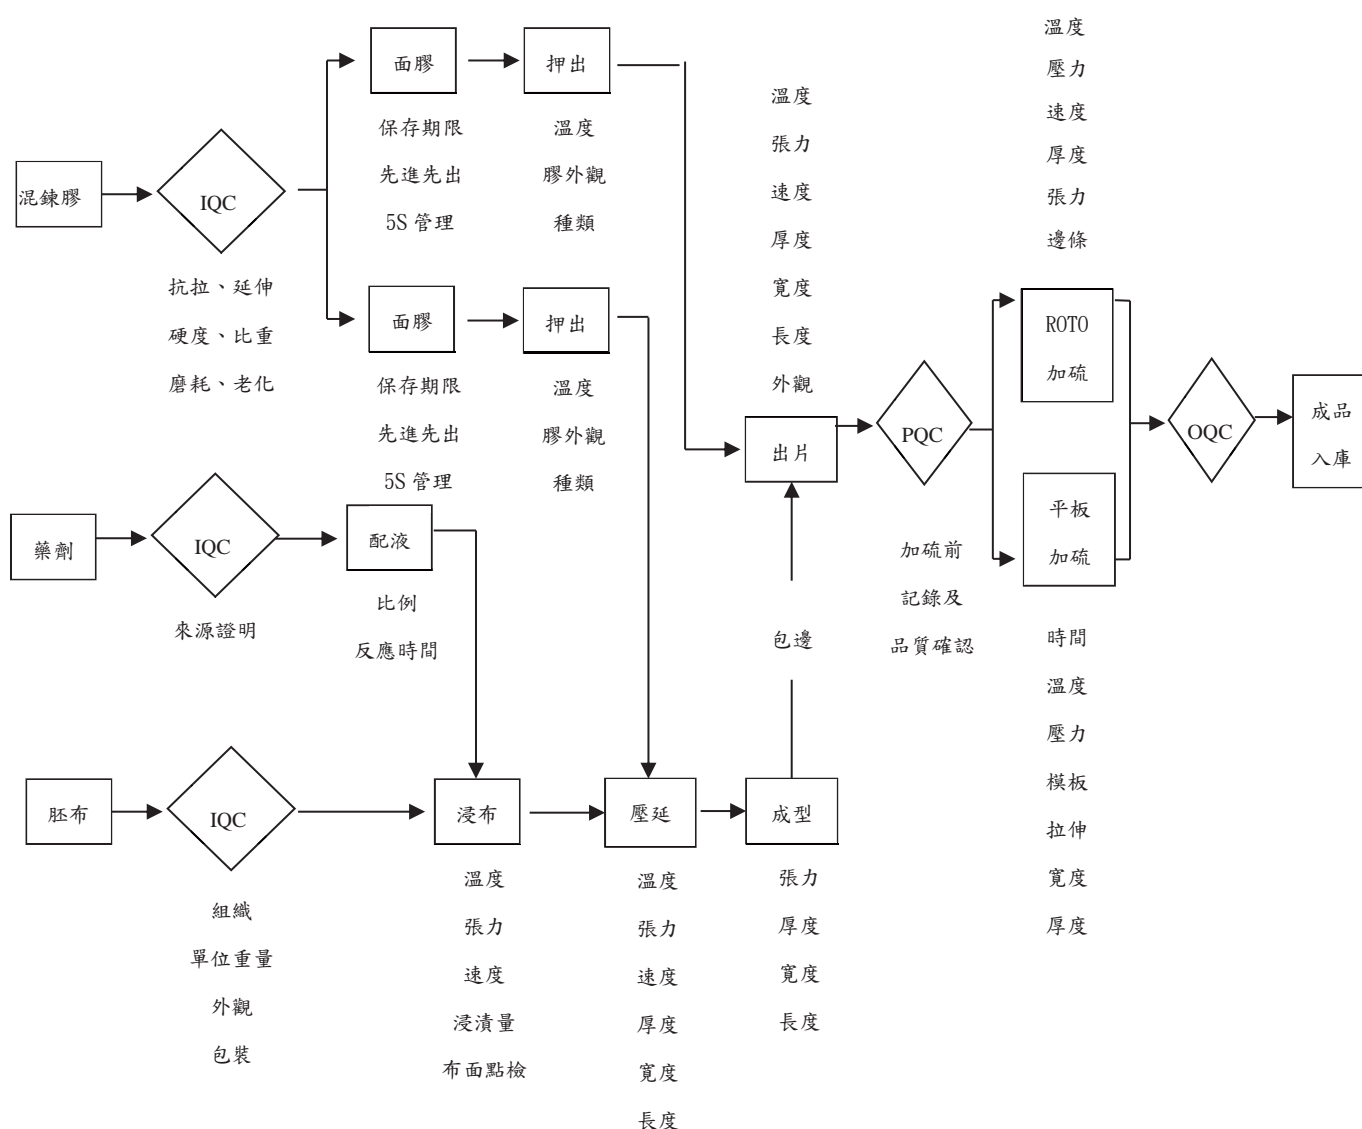 混鍊膠
IQC
抗拉、延伸
硬度、比重
磨耗、老化
面膠
保存期限
先進先出
5S 管理
押出
溫度
膠外觀
種類
面膠
保存期限
先進先出
5S 管理
押出
溫度
膠外觀
種類
藥劑
IQC
來源證明
配液
比例
反應時間
胚布
IQC
組織
單位重量
外觀
包裝
浸布
溫度
張力
速度
浸漬量
布面點檢
壓延
溫度
張力
速度
厚度
寬度
長度
成型
張力
厚度
寬度
長度
包邊
溫度
張力
速度
厚度
寬度
長度
外觀
出片
PQC
加硫前
記錄及
品質確認
溫度
壓力
速度
厚度
張力
邊條
ROTO
加硫
平板
加硫
時間
溫度
壓力
模板
拉伸
寬度
厚度
OQC
成品
入庫